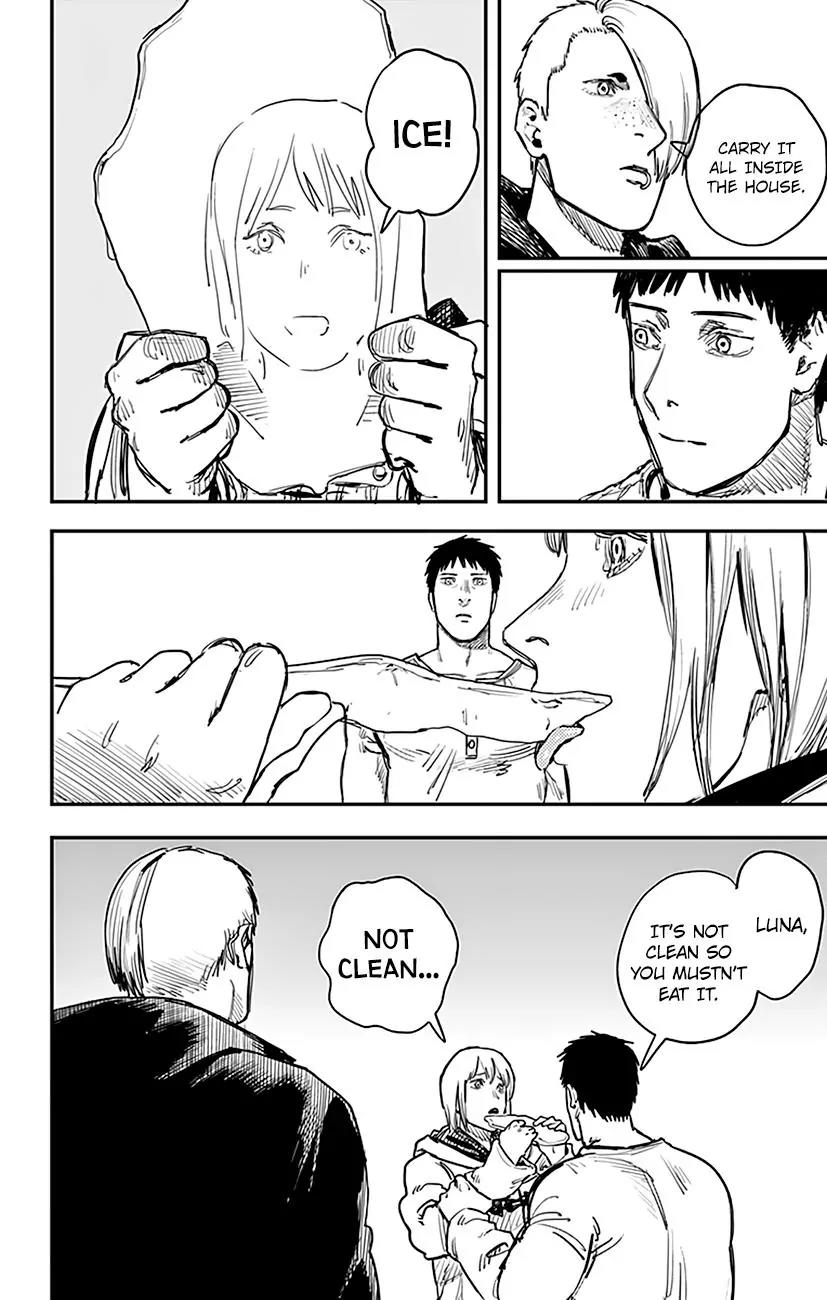 CARRY IT
ALL INSIDE
THE HOUSE.
ICE!
LUNA,
IT'S NOT
CLEAN SO
YOU MUSTN'T
EAT IT.
NOT
CLEAN...